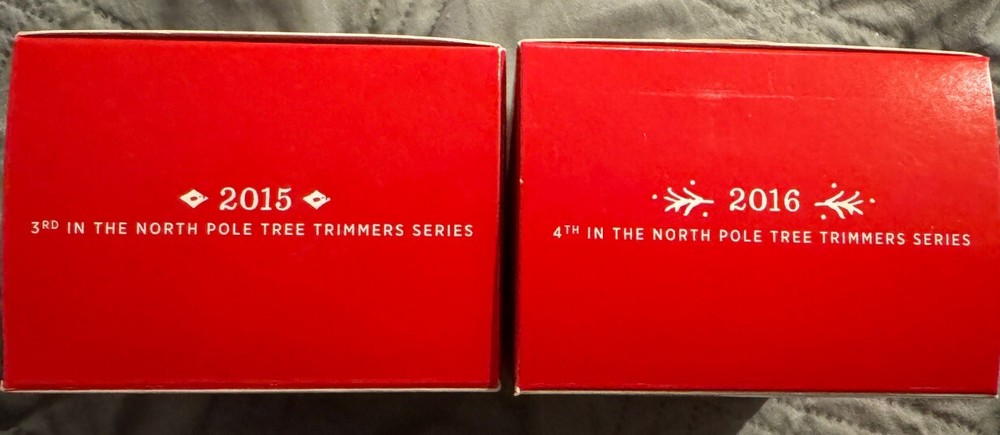 2015
3RD IN THE NORTH POLE TREE TRIMMERS SERIES
2016
4TH IN THE NORTH POLE TREE TRIMMERS SERIES